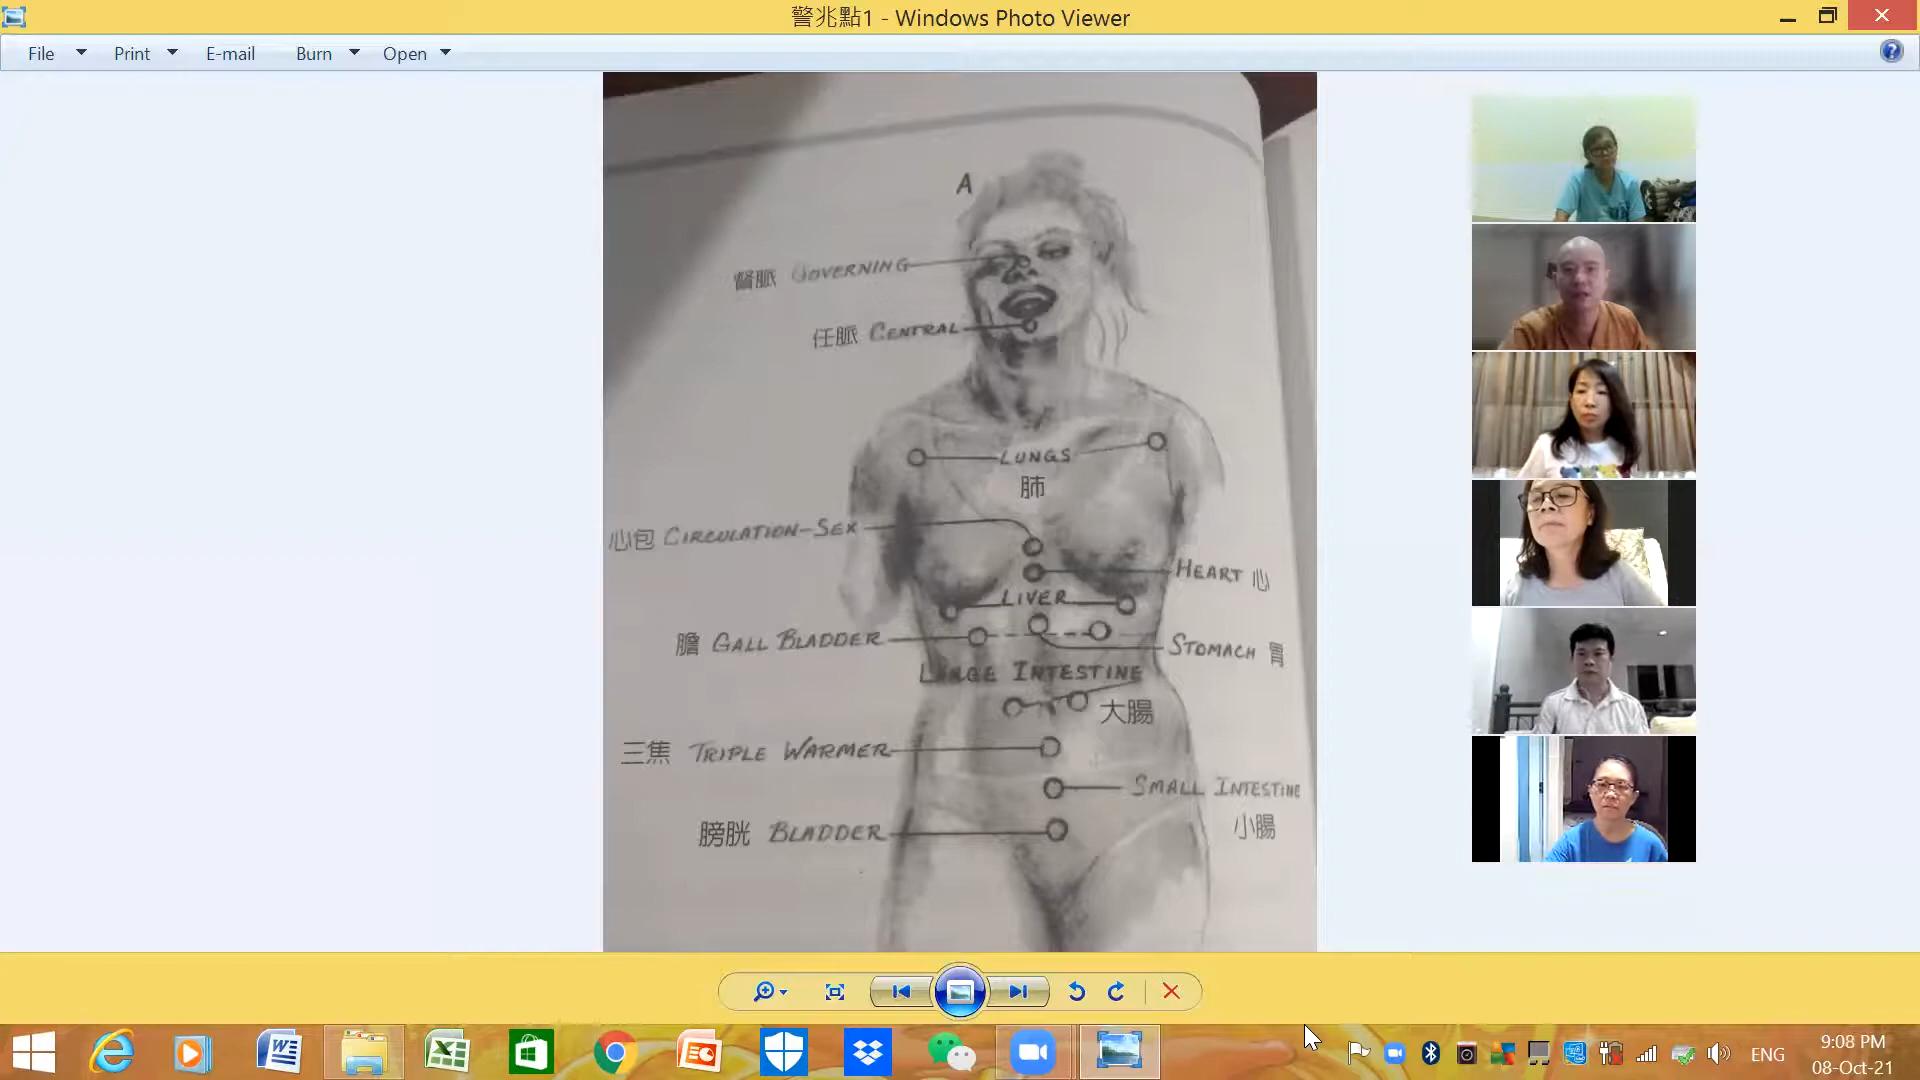 警兆點1 - Windows Photo Viewer
File Print E-mail Burn Open
A
督脈 GOVERNING
任脈 CENTRAL
LUNGS
肺
心包 CIRCULATION-SEX
HEART 心
LIVER
膽 GALL BLADDER
STOMACH 胃
LARGE INTESTINE
大腸
三焦 TRIPLE WARMER
SMALL INTESTINE
小腸
膀胱 BLADDER
ENG
9:08 PM
08-Oct-21